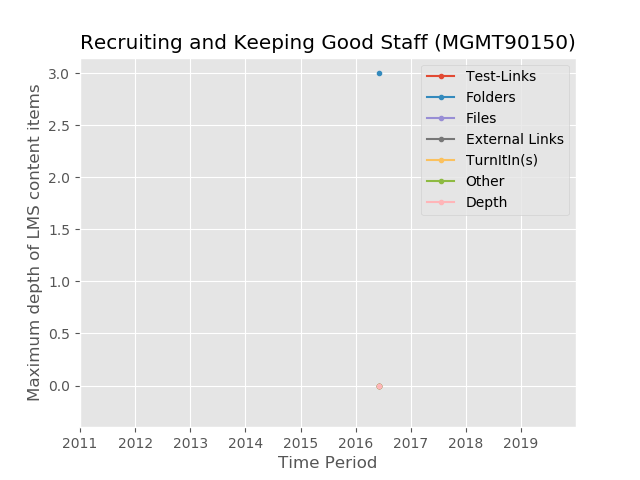 Recruiting and Keeping Good Staff (MGMT90150)
Maximum depth of LMS content items
3.0
2.5
2.0
1.5
1.0
0.5
0.0
Test-Links
Folders
Files
External Links
TurnItIn(s)
Other
Depth
2011 2012 2013 2014 2015 2016 2017 2018 2019
Time Period